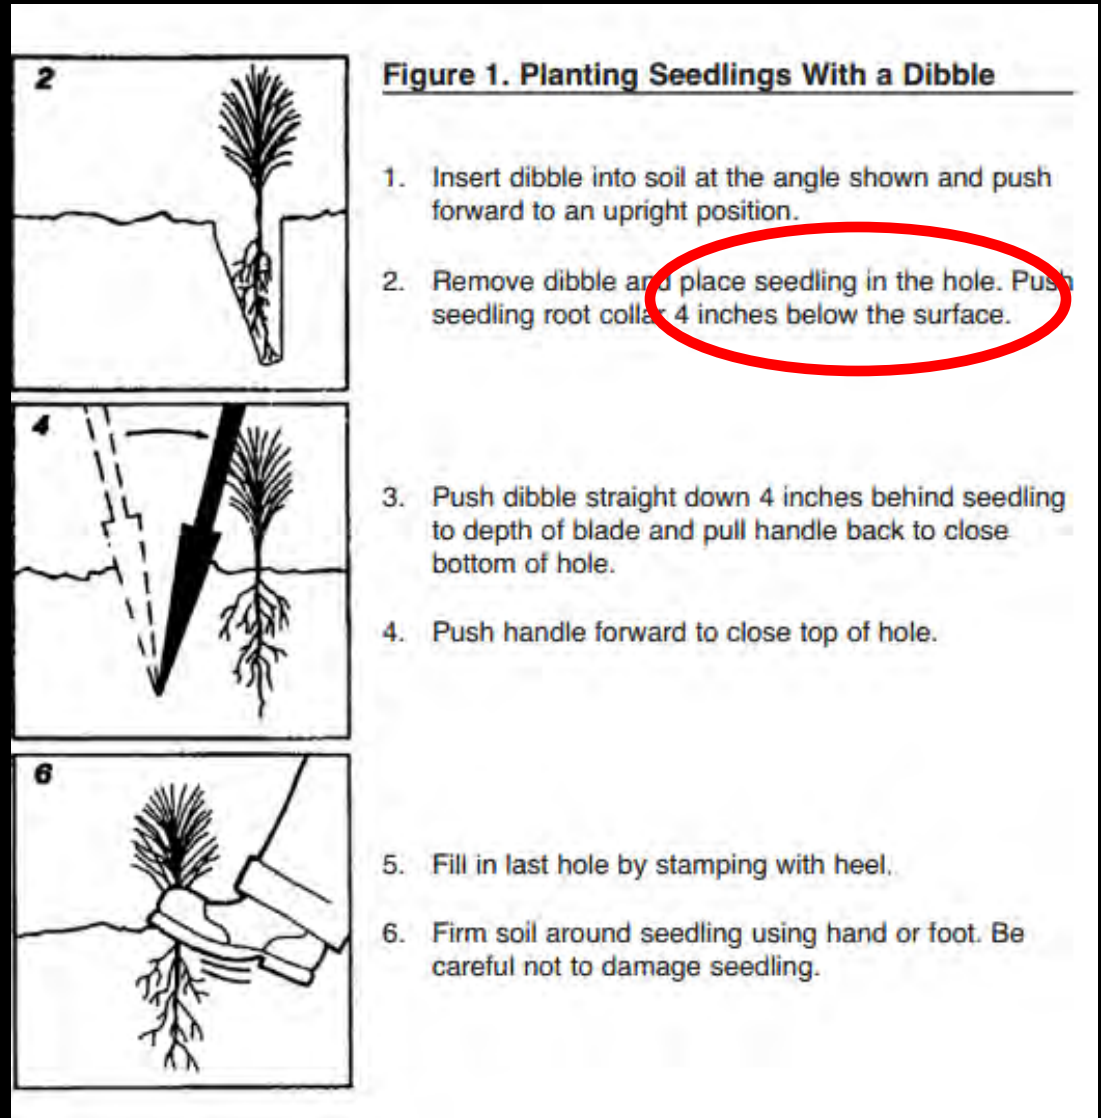 2
Figure 1. Planting Seedlings With a Dibble
1. Insert dibble into soil at the angle shown and push
forward to an upright position.
2. Remove dibble and place seedling in the hole. Push
seedling root collar 4 inches below the surface.
4
3. Push dibble straight down 4 inches behind seedling
to depth of blade and pull handle back to close
bottom of hole.
4. Push handle forward to close top of hole.
6
5. Fill in last hole by stamping with heel.
6. Firm soil around seedling using hand or foot. Be
careful not to damage seedling.